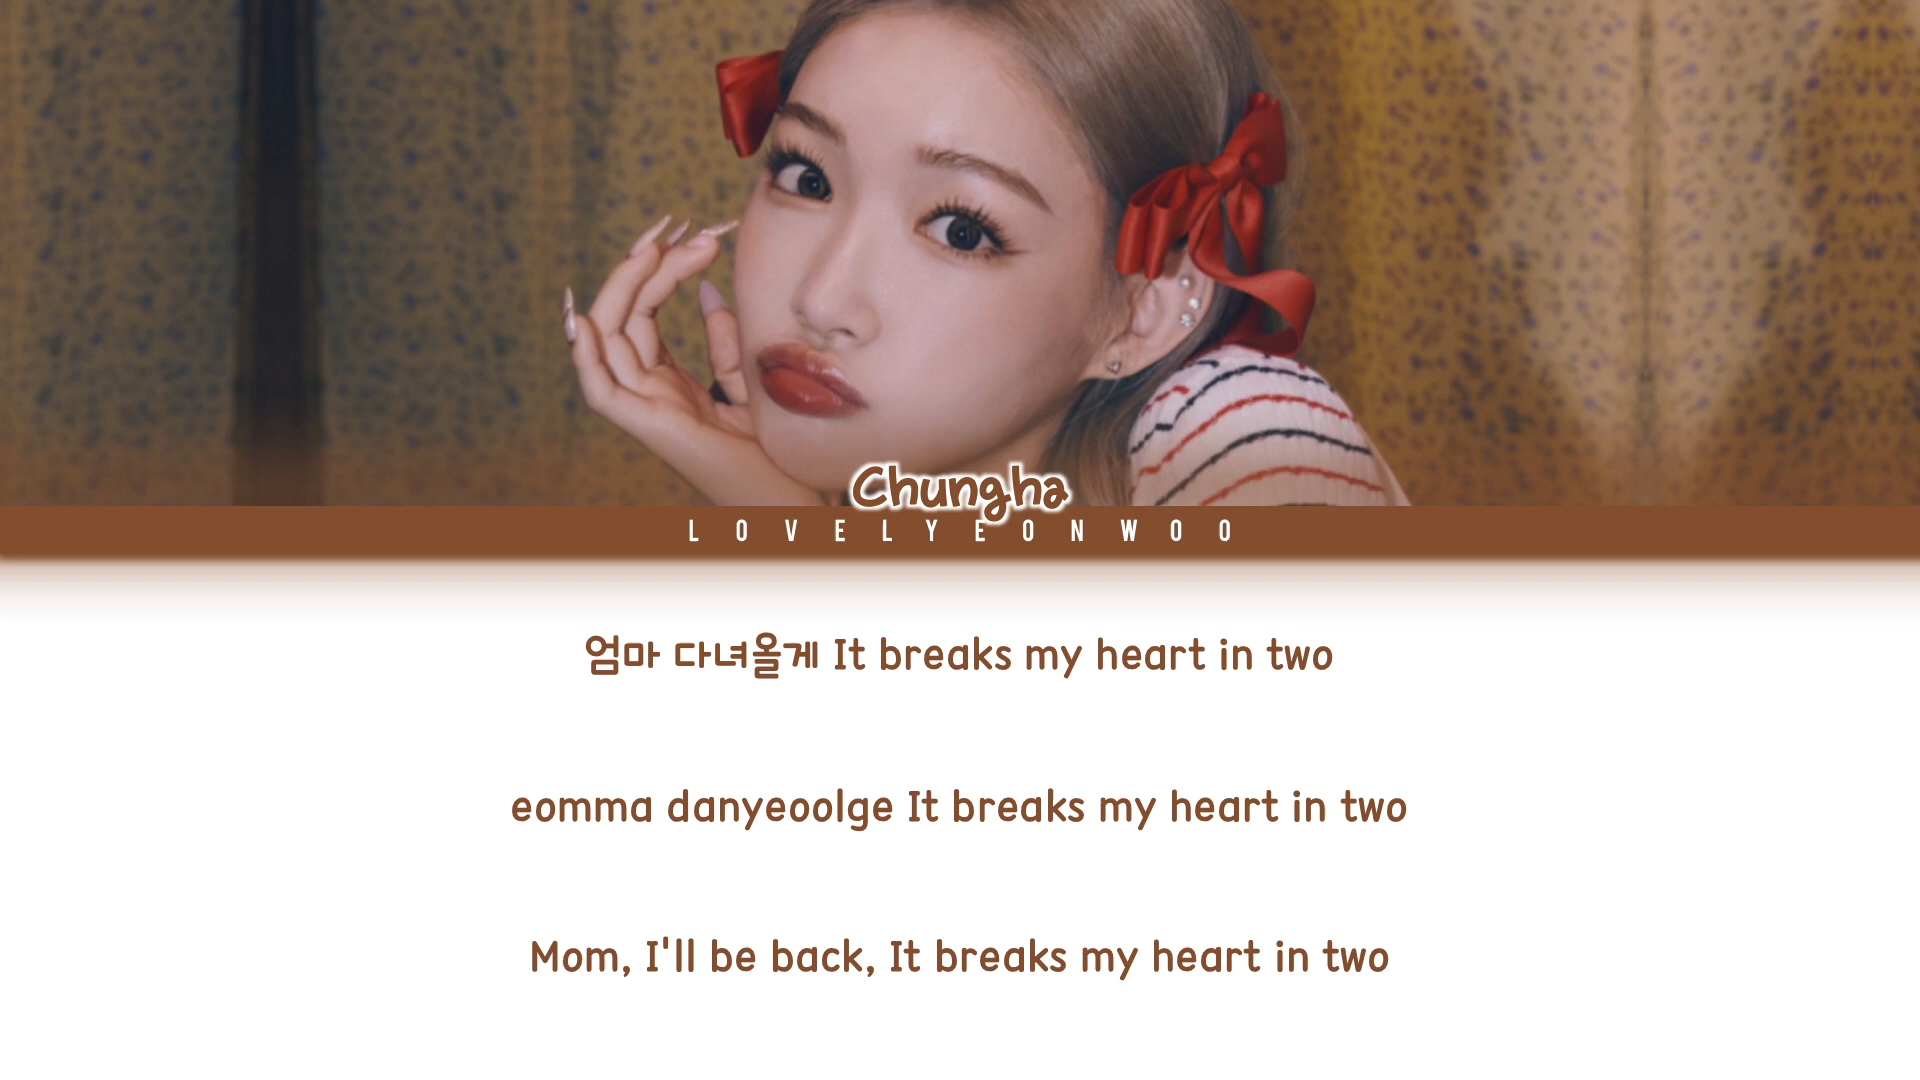 Chungha
LOVELYEONWOO
엄마 다녀올게 It breaks my heart in two
eomma danyeoolge It breaks my heart in two
Mom, I'll be back, It breaks my heart in two